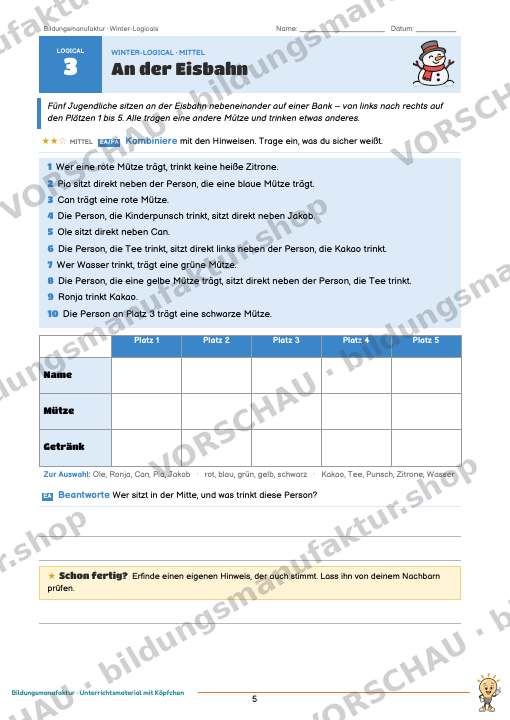 Bildungsmanufaktur · Winter-Logicals
Name: Datum:
LOGICAL
3
WINTER-LOGICAL · MITTEL
An der Eisbahn
Fünf Jugendliche sitzen an der Eisbahn nebeneinander auf einer Bank – von links nach rechts auf
den Plätzen 1 bis 5. Alle tragen eine andere Mütze und trinken etwas anderes.
★★☆ MITTEL EA/PA Kombiniere mit den Hinweisen. Trage ein, was du sicher weißt.
1 Wer eine rote Mütze trägt, trinkt keine heiße Zitrone.
2 Pia sitzt direkt neben der Person, die eine blaue Mütze trägt.
3 Can trägt eine rote Mütze.
4 Die Person, die Kinderpunsch trinkt, sitzt direkt neben Jakob.
5 Ole sitzt direkt neben Can.
6 Die Person, die Tee trinkt, sitzt direkt links neben der Person, die Kakao trinkt.
7 Wer Wasser trinkt, trägt eine grüne Mütze.
8 Die Person, die eine gelbe Mütze trägt, sitzt direkt neben der Person, die Tee trinkt.
9 Ronja trinkt Kakao.
10 Die Person an Platz 3 trägt eine schwarze Mütze.
Platz 1 Platz 2 Platz 3 Platz 4 Platz 5
Name
Mütze
Getränk
Zur Auswahl: Ole, Ronja, Can, Pia, Jakob · rot, blau, grün, gelb, schwarz · Kakao, Tee, Punsch, Zitrone, Wasser
EA Beantworte Wer sitzt in der Mitte, und was trinkt diese Person?
★ Schon fertig? Erfinde einen eigenen Hinweis, der auch stimmt. Lass ihn von deinem Nachbarn
prüfen.
Bildungsmanufaktur · Unterrichtsmaterial mit Köpfchen
5
VORSCHAU · bildungsmanufaktur.shop